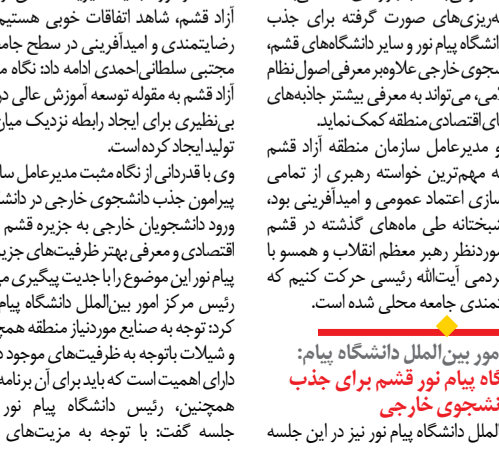 ‌ه‌ریزی‌های صورت گرفته برای جذب
انشگاه پیام نور و سایر دانشگاه‌های قشم،
جوی خارجی علاوه‌بر معرفی اصول نظام
می، می‌تواند به معرفی بیشتر جاذبه‌های
ای اقتصادی منطقه کمک نماید.
و مدیرعامل سازمان منطقه آزاد قشم
ه مهم‌ترین خواسته رهبری از تمامی
سازی اعتماد عمومی و امیدآفرینی بود،
بختانه طی ماه‌های گذشته در قشم
موردنظر رهبر معظم انقلاب و همسو با
ردمی آیت‌الله رئیسی حرکت کنیم که
تمندی جامعه محلی شده است.
مور بین‌الملل دانشگاه پیام:
گاه پیام نور قشم برای جذب
نشجوی خارجی
لملل دانشگاه پیام نور نیز در این جلسه
آزاد قشم، شاهد اتفاقات خوبی هستیم
رضایتمندی و امیدآفرینی در سطح جام
مجتبی سلطانی‌احمدی ادامه داد: نگاه م
آزاد قشم به مقوله توسعه آموزش عالی در
بی‌نظیری برای ایجاد رابطه نزدیک میان
تولید ایجاد کرده است.
وی با قدردانی از نگاه مثبت مدیرعامل سا
پیرامون جذب دانشجوی خارجی در دانش
ورود دانشجویان خارجی به جزیره قشم
اقتصادی و معرفی بهتر ظرفیت‌های جزی
پیام نور این موضوع را با جدیت پیگیری م
رئیس مرکز امور بین‌الملل دانشگاه پیام
کرد: توجه به صنایع موردنیاز منطقه همچ
و شیلات باتوجه به ظرفیت‌های موجود د
دارای اهمیت است که باید برای آن برنامه
همچنین، رئیس دانشگاه پیام نور
جلسه گفت: با توجه به مزیت‌های